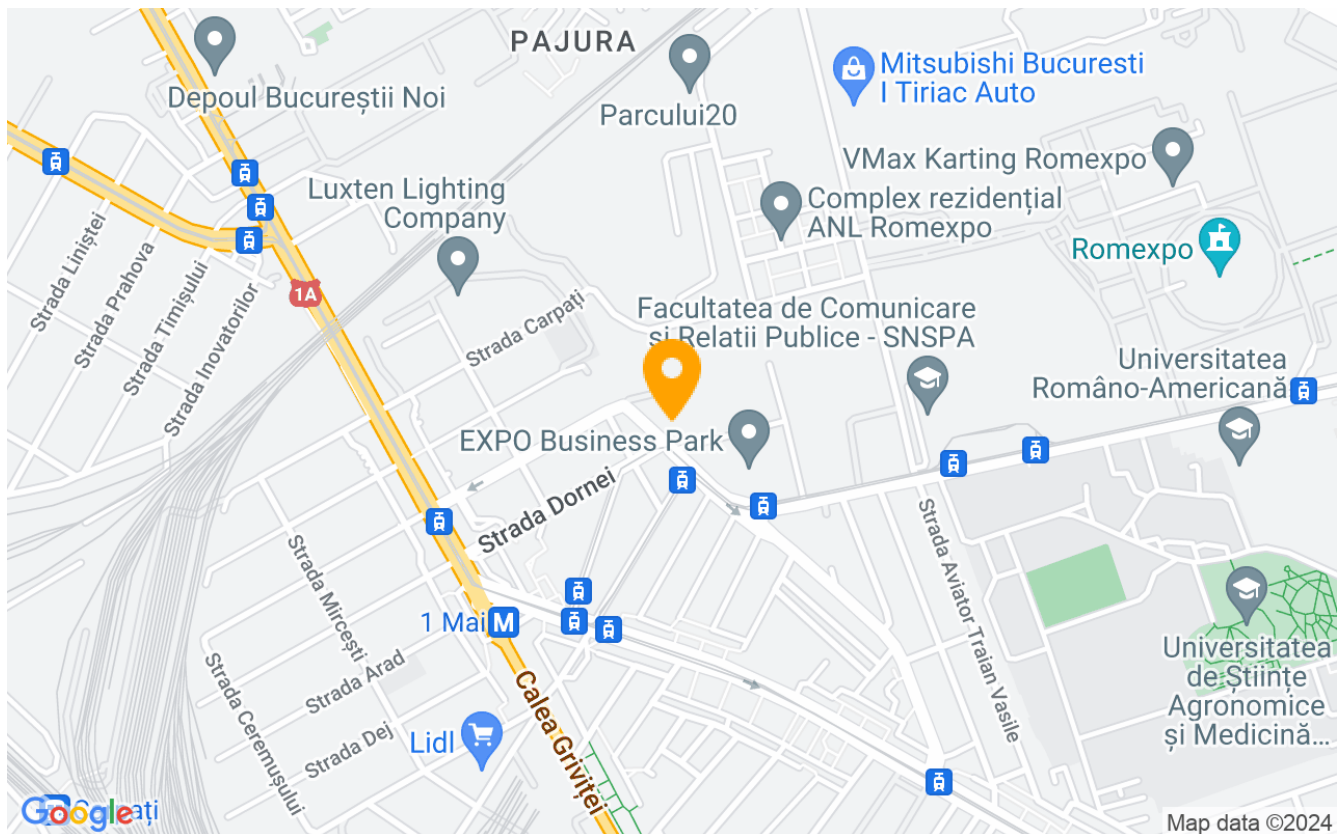 PAJURA
Mitsubishi Bucuresti
I Tiriac Auto
Depoul Bucureștii Noi
Parcului20
VMax Karting Romexpo
Luxten Lighting
Company
Complex rezidențial
ANL Romexpo
Romexpo
Strada Liniștei
Strada Prahova
Strada Timișului
Strada Inovatorilor
1A
Strada Carpați
Facultatea de Comunicare
si Relatii Publice - SNSPA
Universitatea
Româno-Americană
EXPO Business Park
Strada Dornei
Strada Aviator Traian Vasile
Strada Mircești
1 Mai M
Strada Arad
Strada Ceremușului
Strada Dej
Calea Griviței
Lidl
Universitatea
de Științe
Agronomice
și Medicină...
Google
Map data ©2024